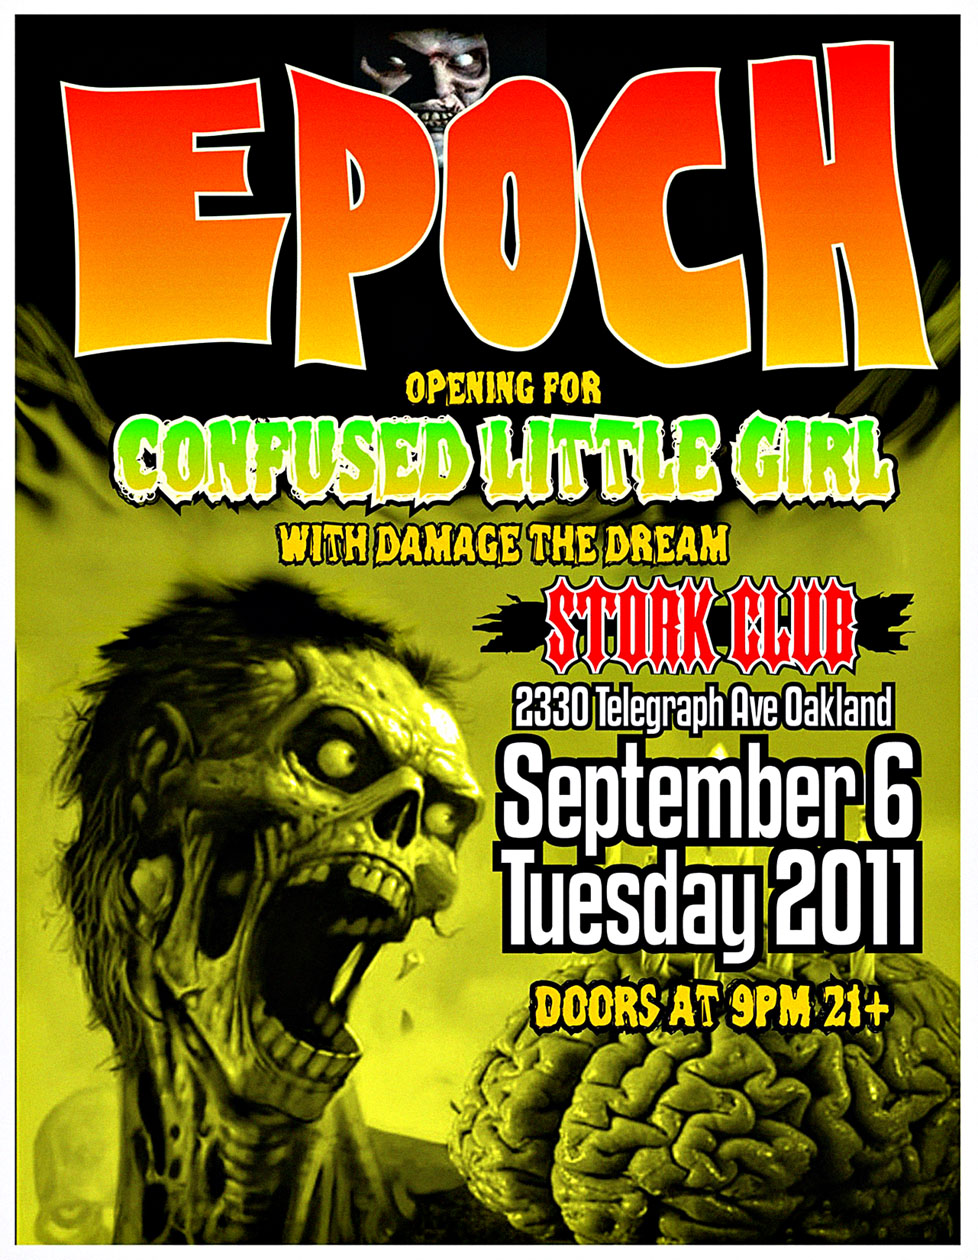 EPOCH
OPENING FOR
CONFUSED LITTLE GIRL
WITH DAMAGE THE DREAM
STORK CLUB
2330 Telegraph Ave Oakland
September 6
Tuesday 2011
DOORS AT 9PM 21+